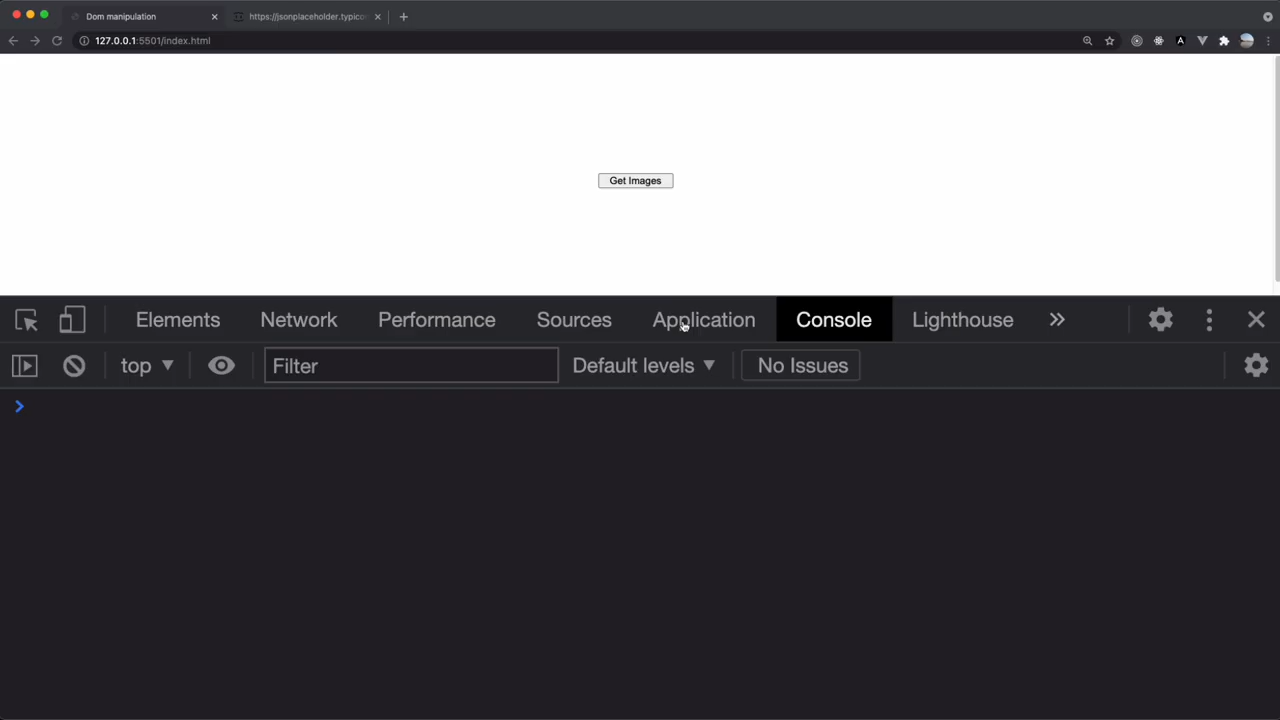 Dom manipulation
https://jsonplaceholder.typico
127.0.0.1:5501/index.html
A
Get Images
Elements Network Performance Sources Application Console Lighthouse
top Filter Default levels No Issues